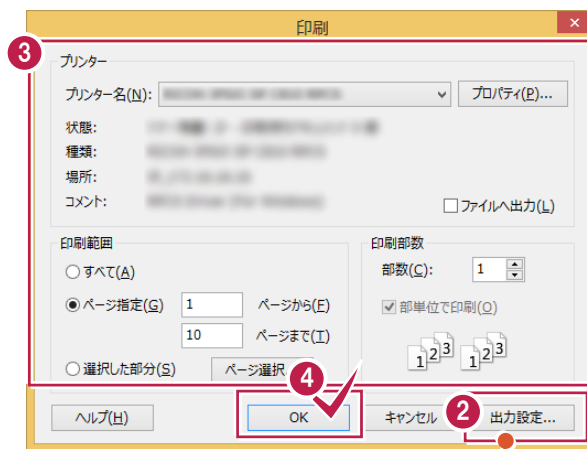 印刷
×
3
プリンター
プリンター名(N):
プロパティ(P)...
状態:
種類:
場所:
コメント:
ファイルへ出力(L)
印刷範囲
すべて(A)
ページ指定(G) 1 ページから(F)
10 ページまで(T)
選択した部分(S) ページ選択
印刷部数
部数(C): 1
部単位で印刷(O)
1 2 3 1 2 3
4
2
ヘルプ(H) OK キャンセル 出力設定...